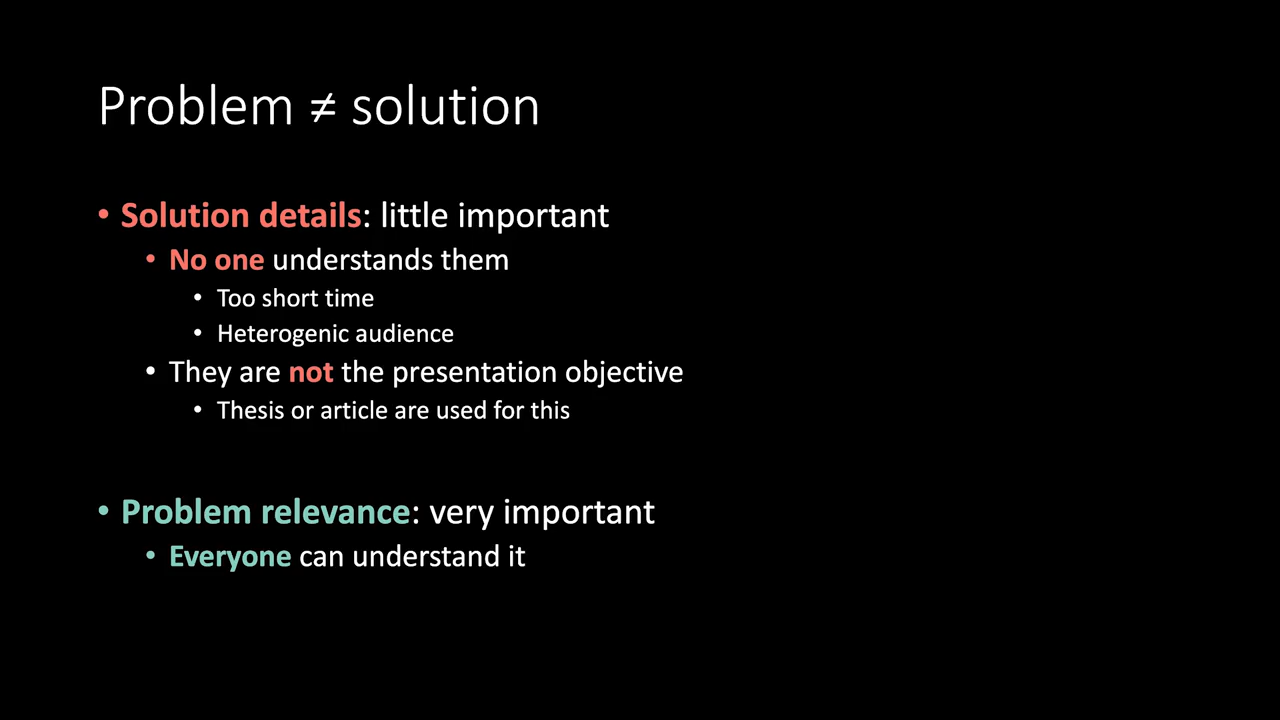 Problem ≠ solution
• Solution details: little important
• No one understands them
• Too short time
• Heterogenic audience
• They are not the presentation objective
• Thesis or article are used for this
• Problem relevance: very important
• Everyone can understand it